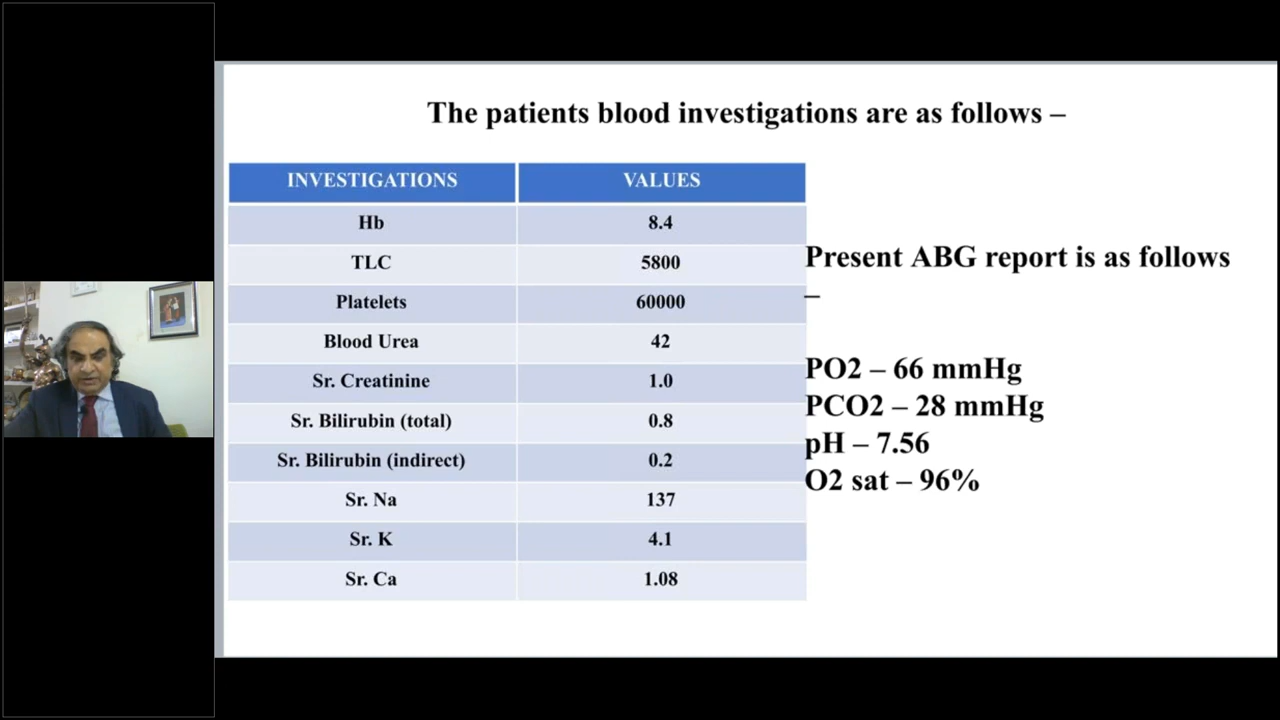 The patients blood investigations are as follows –
INVESTIGATIONS VALUES
Hb 8.4
TLC 5800
Platelets 60000
Blood Urea 42
Sr. Creatinine 1.0
Sr. Bilirubin (total) 0.8
Sr. Bilirubin (indirect) 0.2
Sr. Na 137
Sr. K 4.1
Sr. Ca 1.08
Present ABG report is as follows
–
PO2 – 66 mmHg
PCO2 – 28 mmHg
pH – 7.56
O2 sat – 96%